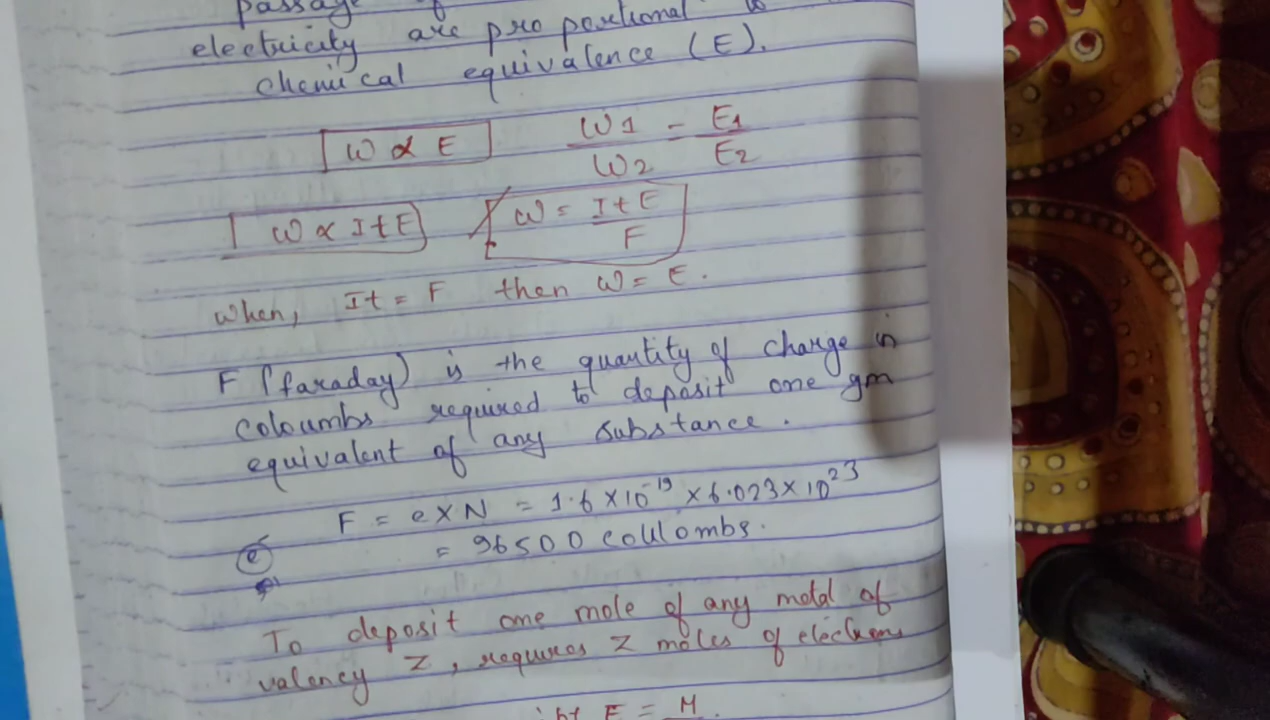 passage
electricity are proportional to
chemical equivalence (E).
W ∝ E W1/W2 = E1/E2
W ∝ ItE W = ItE/F
when, It = F then W = E.
F (faraday) is the quantity of charge in
coloumbs required to deposit one gm
equivalent of any substance.
F = e×N = 1.6×10⁻¹⁹×6.023×10²³
e⁻ = 96500 coulombs.
To deposit one mole of any metal of
valency Z, requires Z moles of electrons
E = M